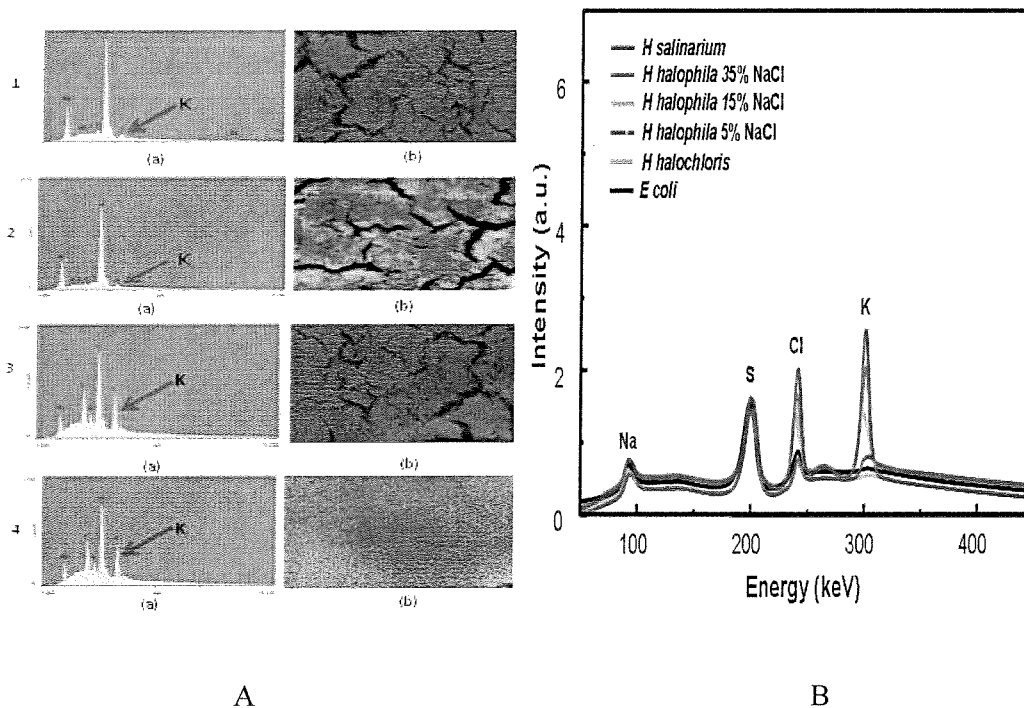 1
K
(a)
(b)
2
K
(a)
(b)
3
K
(a)
(b)
4
K
(a)
(b)
A
Intensity (a.u.)
6
4
2
0
H salinarium
H halophila 35% NaCl
H halophila 15% NaCl
H halophila 5% NaCl
H halochloris
E coli
Na
S
Cl
K
100
200
300
400
Energy (keV)
B